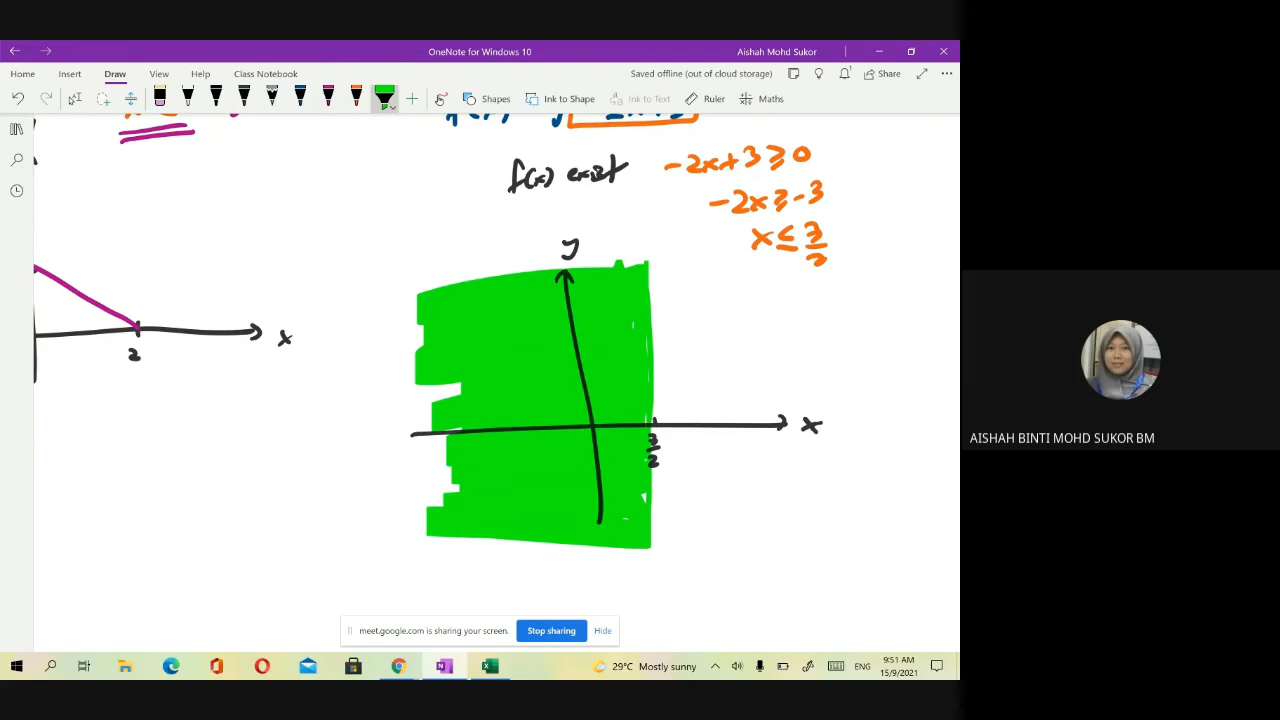 OneNote for Windows 10
Aishah Mohd Sukor
Home Insert Draw View Help Class Notebook
Saved offline (out of cloud storage)
Share
Shapes Ink to Shape Ink to Text Ruler Maths
f(x) exist
-2x+3 ≥ 0
-2x ≥ -3
x ≤ 3/2
y
x
2
x
3/2
AISHAH BINTI MOHD SUKOR BM
meet.google.com is sharing your screen.
Stop sharing
Hide
29°C Mostly sunny
ENG
9:51 AM
15/9/2021